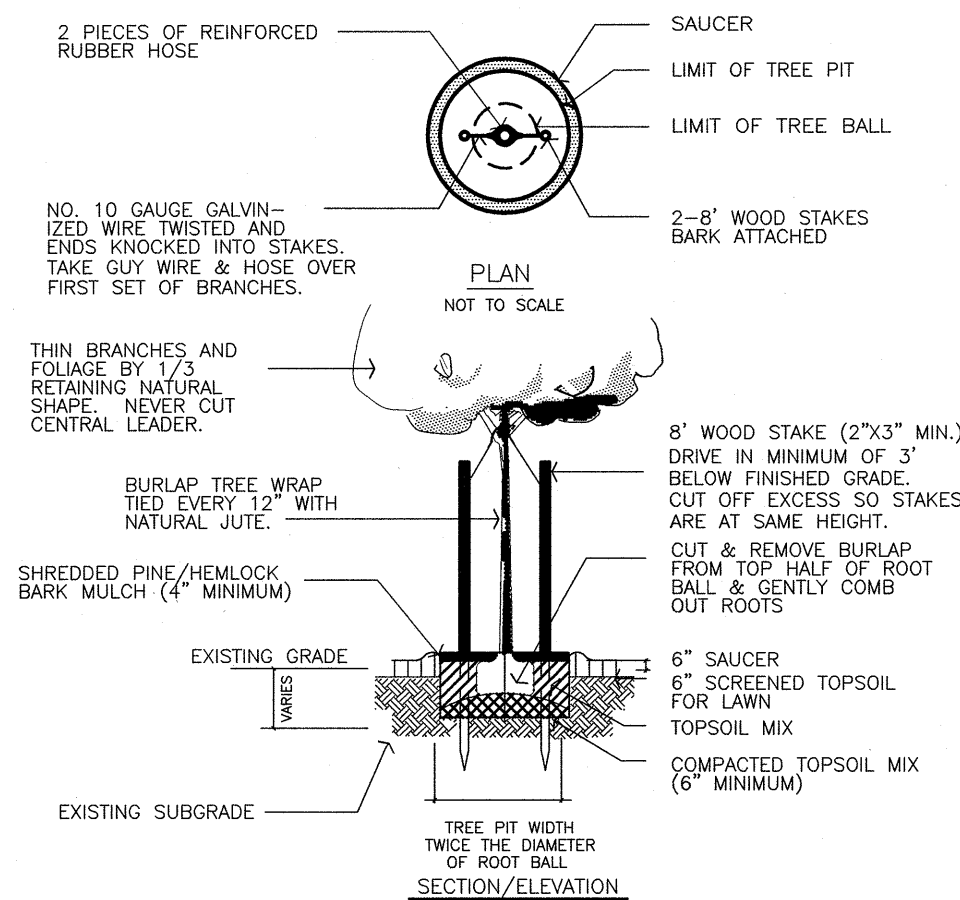 2 PIECES OF REINFORCED
RUBBER HOSE
SAUCER
LIMIT OF TREE PIT
LIMIT OF TREE BALL
NO. 10 GAUGE GALVIN-
IZED WIRE TWISTED AND
ENDS KNOCKED INTO STAKES.
TAKE GUY WIRE & HOSE OVER
FIRST SET OF BRANCHES.
2-8' WOOD STAKES
BARK ATTACHED
PLAN
NOT TO SCALE
THIN BRANCHES AND
FOLIAGE BY 1/3
RETAINING NATURAL
SHAPE. NEVER CUT
CENTRAL LEADER.
8' WOOD STAKE (2"X3" MIN.)
DRIVE IN MINIMUM OF 3'
BELOW FINISHED GRADE.
CUT OFF EXCESS SO STAKES
ARE AT SAME HEIGHT.
BURLAP TREE WRAP
TIED EVERY 12" WITH
NATURAL JUTE.
CUT & REMOVE BURLAP
FROM TOP HALF OF ROOT
BALL & GENTLY COMB
OUT ROOTS
SHREDDED PINE/HEMLOCK
BARK MULCH (4" MINIMUM)
EXISTING GRADE
VARIES
6" SAUCER
6" SCREENED TOPSOIL
FOR LAWN
TOPSOIL MIX
COMPACTED TOPSOIL MIX
(6" MINIMUM)
EXISTING SUBGRADE
TREE PIT WIDTH
TWICE THE DIAMETER
OF ROOT BALL
SECTION/ELEVATION